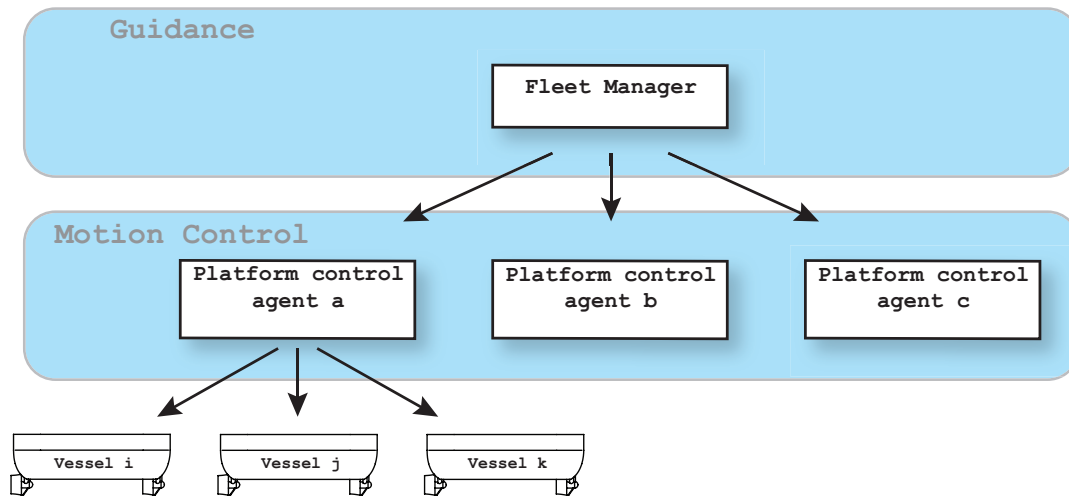 Guidance
Fleet Manager
Motion Control
Platform control
agent a
Platform control
agent b
Platform control
agent c
Vessel i
Vessel j
Vessel k